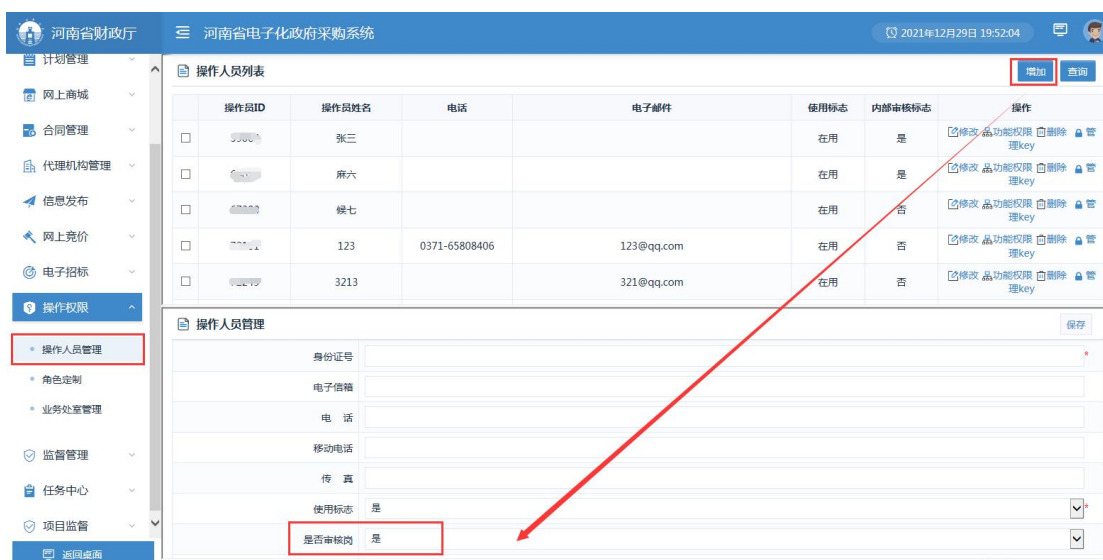 河南省财政厅
河南省电子化政府采购系统
2021年12月29日 19:52:04
计划管理
网上商城
合同管理
代理机构管理
信息发布
网上竞价
电子招标
操作权限
操作人员管理
角色定制
业务处室管理
监督管理
任务中心
项目监督
返回桌面
操作人员列表
增加 查询
操作员ID 操作员姓名 电话 电子邮件 使用标志 内部审核标志 操作
张三 在用 是 修改 功能权限 删除 管理key
麻六 在用 是 修改 功能权限 删除 管理key
候七 在用 否 修改 功能权限 删除 管理key
123 0371-65808406 123@qq.com 在用 否 修改 功能权限 删除 管理key
3213 321@qq.com 在用 否 修改 功能权限 删除 管理key
操作人员管理
保存
身份证号 *
电子信箱
电 话
移动电话
传 真
使用标志 是 *
是否审核岗 是